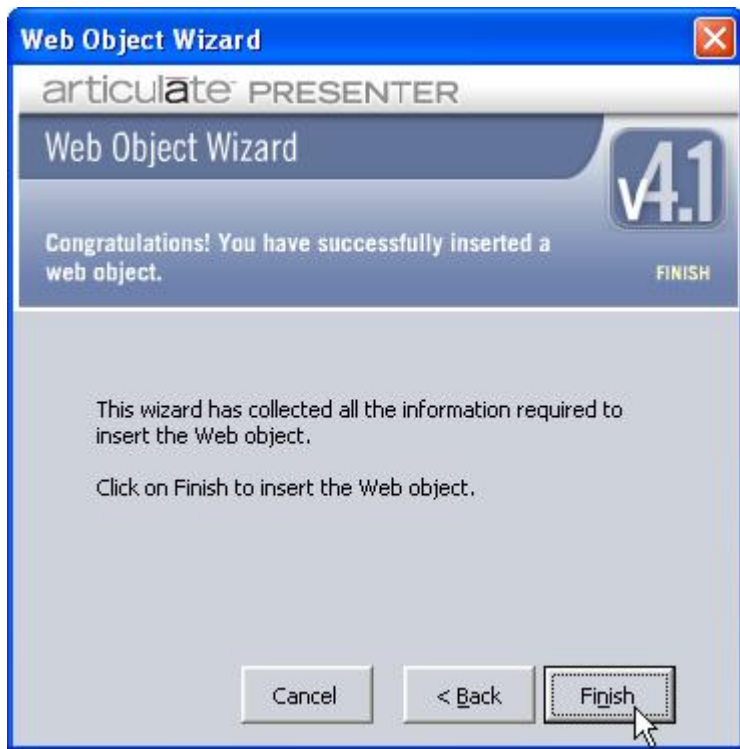 Web Object Wizard
articulāte PRESENTER
Web Object Wizard
v4.1
Congratulations! You have successfully inserted a
web object.
FINISH
This wizard has collected all the information required to
insert the Web object.
Click on Finish to insert the Web object.
Cancel
< Back
Finish